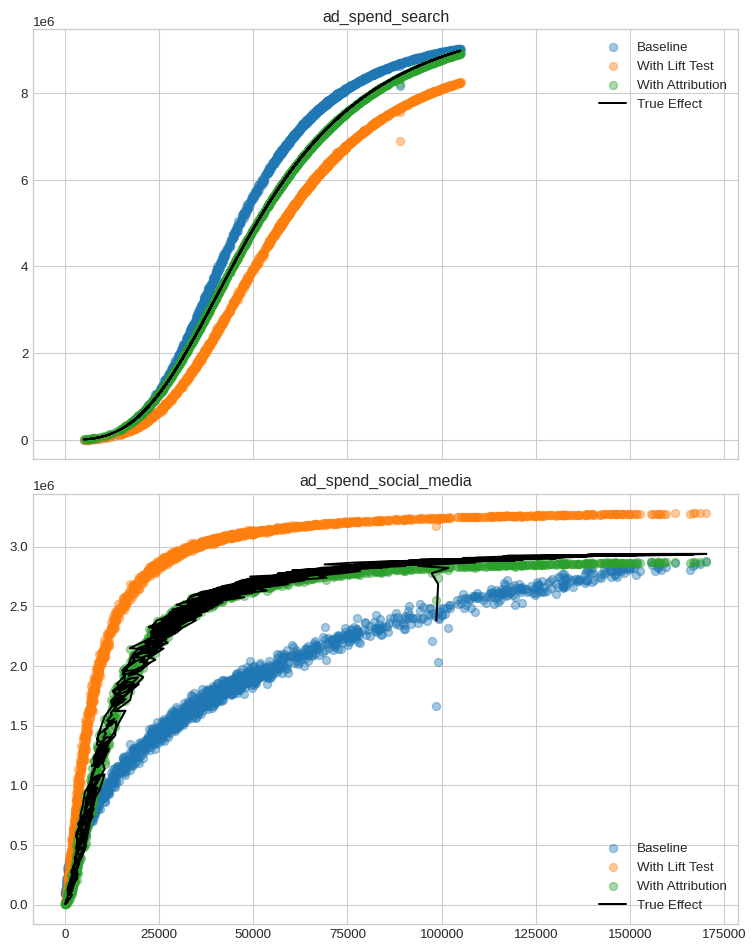 ad_spend_search
1e6
Baseline
With Lift Test
With Attribution
True Effect
8
6
4
2
0
ad_spend_social_media
1e6
3.0
2.5
2.0
1.5
1.0
0.5
0.0
Baseline
With Lift Test
With Attribution
True Effect
0 25000 50000 75000 100000 125000 150000 175000